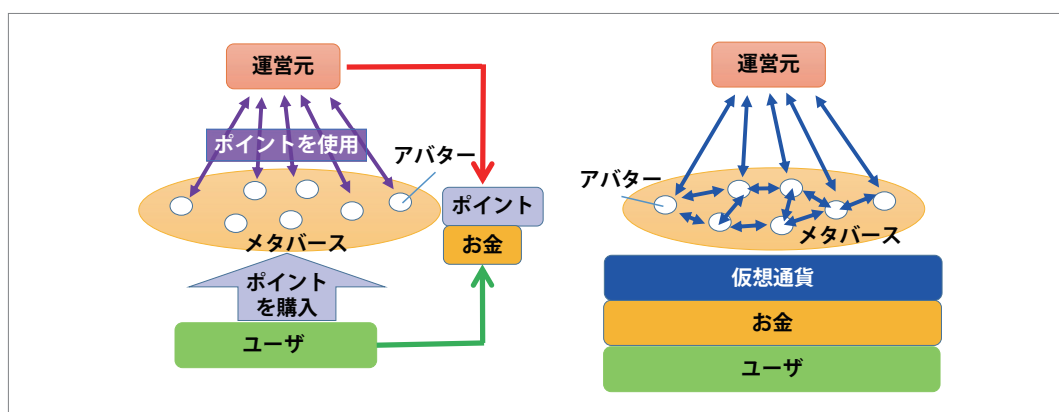 運営元
ポイントを使用
アバター
ポイント
お金
メタバース
ポイント
を購入
ユーザ
運営元
アバター
メタバース
仮想通貨
お金
ユーザ